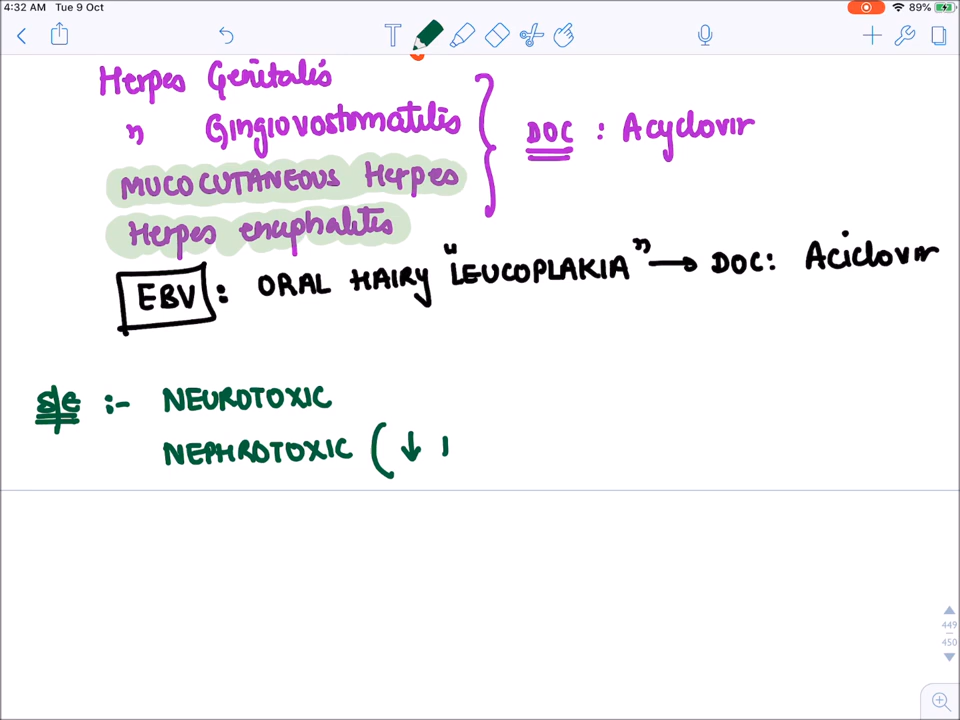 4:32 AM Tue 9 Oct 89%
T
Herpes Genitalis
" Gingiovostomatitis
DOC : Acyclovir
MUCOCUTANEOUS Herpes
Herpes encephalitis
EBV : ORAL HAIRY "LEUCOPLAKIA" → DOC: Aciclovir
S/E :- NEUROTOXIC
NEPHROTOXIC ( ↓
449
450